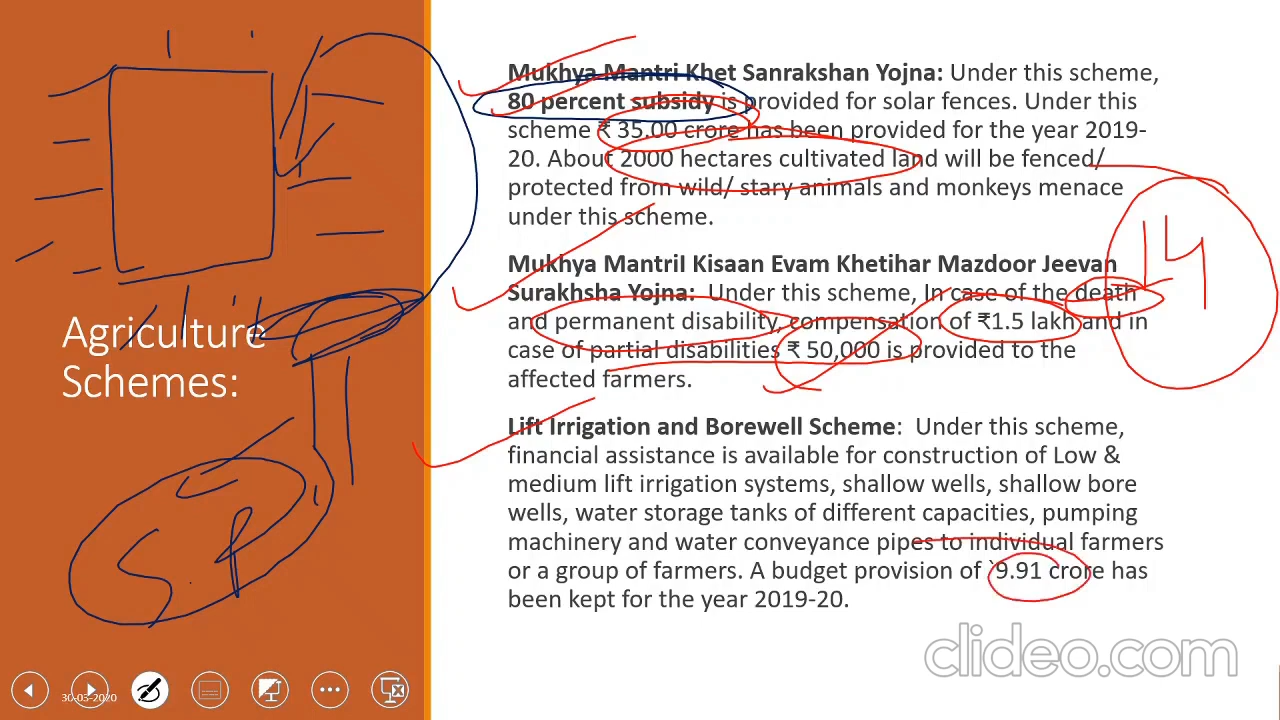 Agriculture
Schemes:
S.P
Mukhya Mantri Khet Sanrakshan Yojna: Under this scheme,
80 percent subsidy is provided for solar fences. Under this
scheme ₹ 35.00 crore has been provided for the year 2019-
20. About 2000 hectares cultivated land will be fenced/
protected from wild/ stary animals and monkeys menace
under this scheme.
Mukhya MantriI Kisaan Evam Khetihar Mazdoor Jeevan
Surakhsha Yojna: Under this scheme, In case of the death
and permanent disability, compensation of ₹1.5 lakh and in
case of partial disabilities ₹ 50,000 is provided to the
affected farmers.
14
Lift Irrigation and Borewell Scheme: Under this scheme,
financial assistance is available for construction of Low &
medium lift irrigation systems, shallow wells, shallow bore
wells, water storage tanks of different capacities, pumping
machinery and water conveyance pipes to individual farmers
or a group of farmers. A budget provision of `9.91 crore has
been kept for the year 2019-20.
30-03-2020
clideo.com